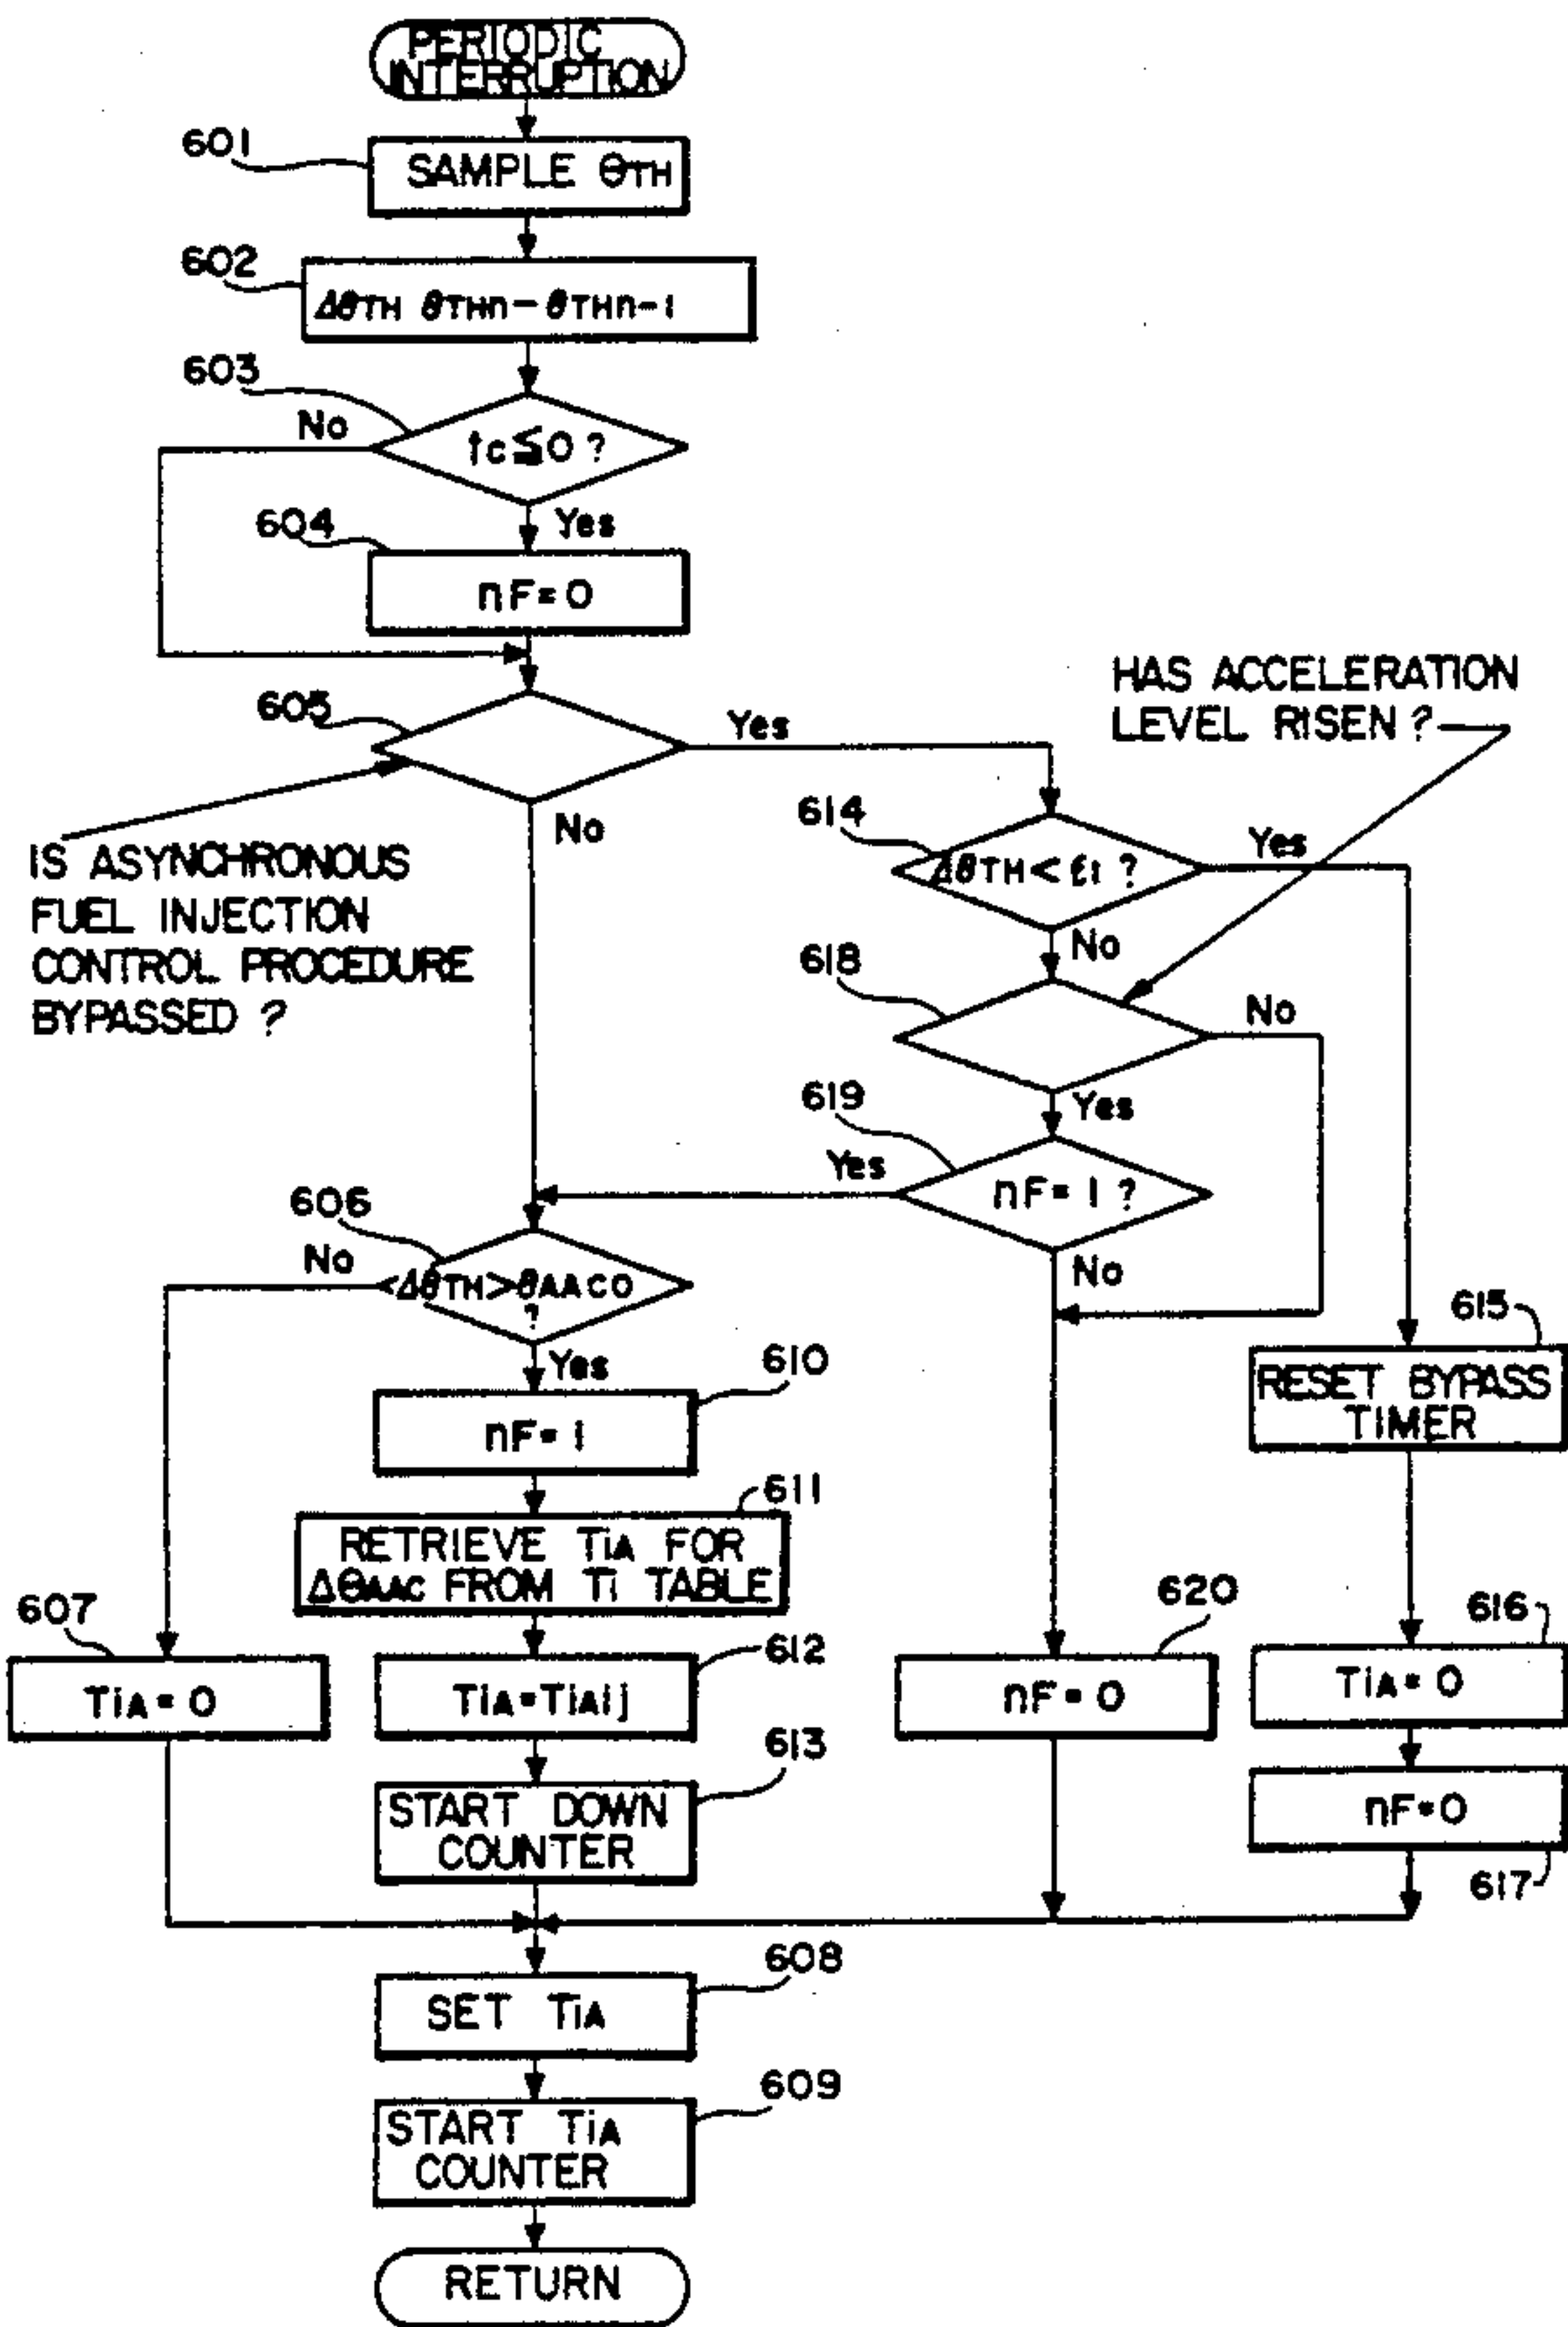 PERIODIC
INTERRUPTION
601
SAMPLE θTH
602
ΔθTH θTHn-θTHn-1
603
No
tc≦0 ?
Yes
604
nF=0
605
Yes
No
IS ASYNCHRONOUS
FUEL INJECTION
CONTROL PROCEDURE
BYPASSED ?
HAS ACCELERATION
LEVEL RISEN ?
614
ΔθTH<ε1 ?
Yes
No
618
No
Yes
619
Yes
nF=1 ?
No
606
No
<ΔθTH>θAACO
?
Yes
610
nF=1
611
RETRIEVE TiA FOR
ΔθAAC FROM Ti TABLE
607
TiA=0
612
TiA=TiAij
613
START DOWN
COUNTER
620
nF=0
615
RESET BYPASS
TIMER
616
TiA=0
nF=0
617
608
SET TiA
609
START TiA
COUNTER
RETURN